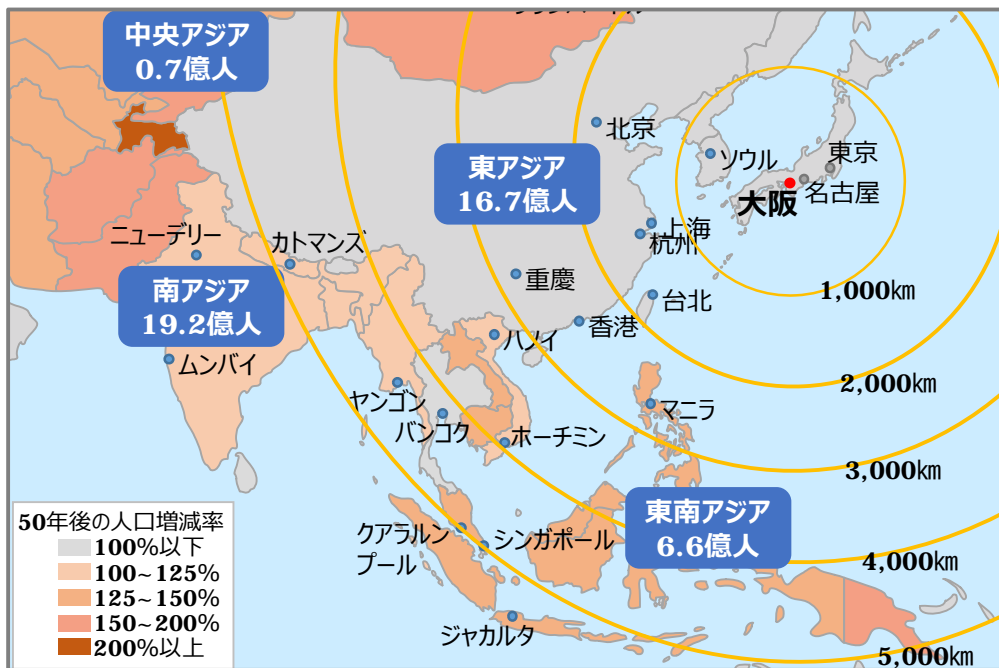 中央アジア
0.7億人
北京
ソウル
東京
名古屋
大阪
東アジア
16.7億人
上海
杭州
ニューデリー
カトマンズ
重慶
南アジア
19.2億人
台北
1,000㎞
香港
ハノイ
ムンバイ
2,000㎞
ヤンゴン
バンコク
マニラ
ホーチミン
3,000㎞
東南アジア
6.6億人
クアラルン
プール
シンガポール
4,000㎞
ジャカルタ
5,000㎞
50年後の人口増減率
100%以下
100~125%
125~150%
150~200%
200%以上